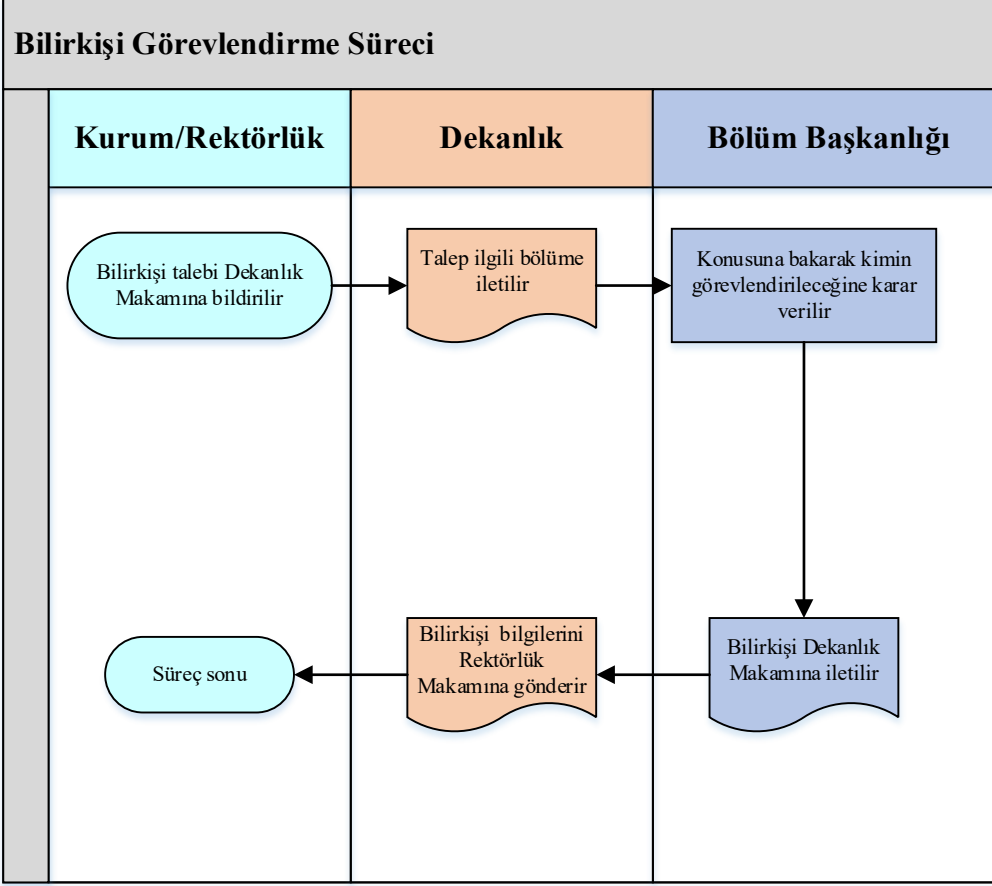 Bilirkişi Görevlendirme Süreci
Kurum/Rektörlük
Dekanlık
Bölüm Başkanlığı
Bilirkişi talebi Dekanlık
Makamına bildirilir
Talep ilgili bölüme
iletilir
Konusuna bakarak kimin
görevlendirileceğine karar
verilir
Bilirkişi Dekanlık
Makamına iletilir
Bilirkişi bilgilerini
Rektörlük
Makamına gönderir
Süreç sonu